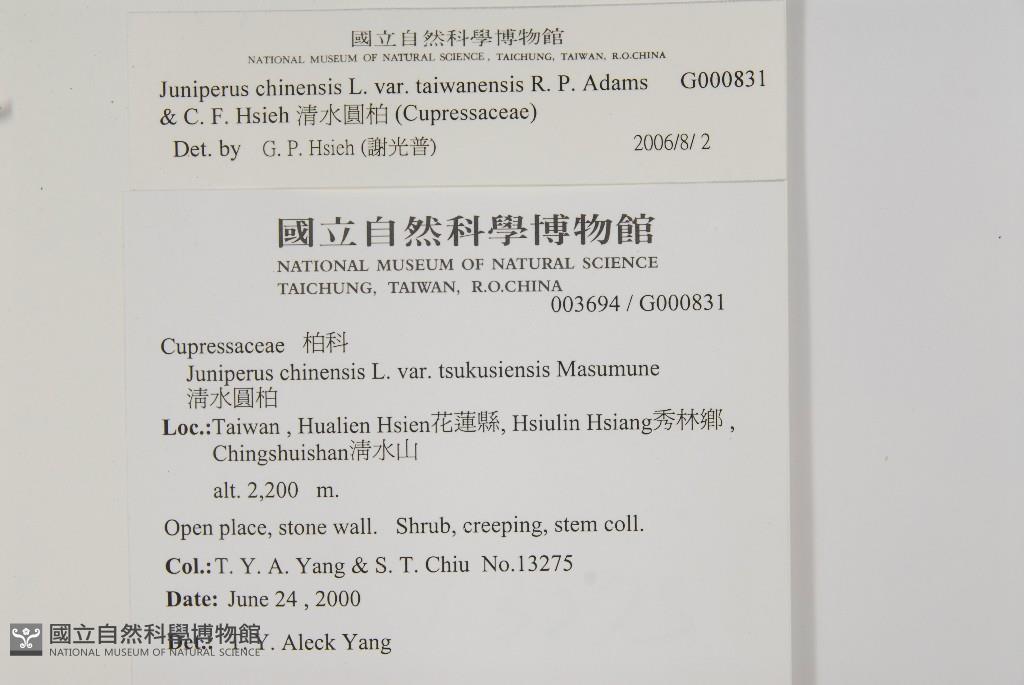 國立自然科學博物館
NATIONAL MUSEUM OF NATURAL SCIENCE, TAICHUNG, TAIWAN, R.O.CHINA
Juniperus chinensis L. var. taiwanensis R. P. Adams G000831
& C. F. Hsieh 清水圓柏 (Cupressaceae)
Det. by G. P. Hsieh (謝光普) 2006/8/ 2
國立自然科學博物館
NATIONAL MUSEUM OF NATURAL SCIENCE
TAICHUNG, TAIWAN, R.O.CHINA
003694 / G000831
Cupressaceae 柏科
Juniperus chinensis L. var. tsukusiensis Masumune
清水圓柏
Loc.:Taiwan , Hualien Hsien花蓮縣, Hsiulin Hsiang秀林鄉 ,
Chingshuishan清水山
alt. 2,200 m.
Open place, stone wall. Shrub, creeping, stem coll.
Col.:T. Y. A. Yang & S. T. Chiu No.13275
Date: June 24 , 2000
Det.: T. Y. Aleck Yang
國立自然科學博物館
NATIONAL MUSEUM OF NATURAL SCIENCE